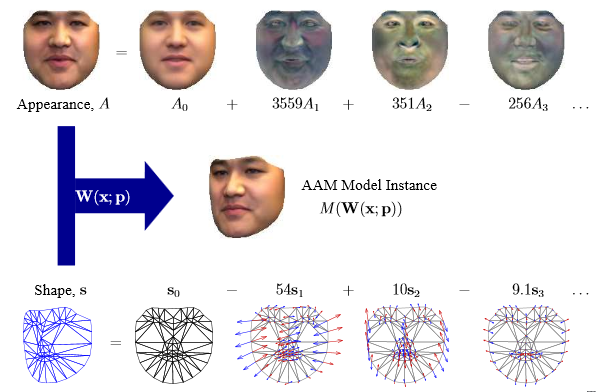 =
Appearance, A A₀ + 3559A₁ + 351A₂ − 256A₃ ...
W(x; p)
AAM Model Instance
M(W(x; p))
Shape, s s₀ − 54s₁ + 10s₂ − 9.1s₃ ...
=